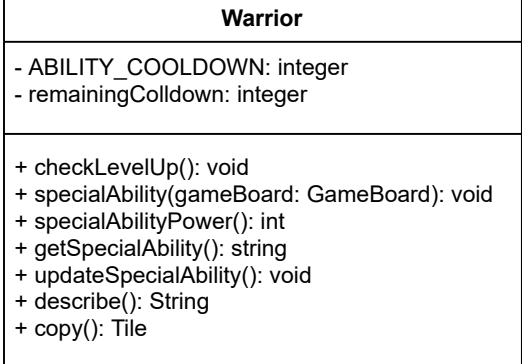 Warrior
- ABILITY_COOLDOWN: integer
- remainingColldown: integer
+ checkLevelUp(): void
+ specialAbility(gameBoard: GameBoard): void
+ specialAbilityPower(): int
+ getSpecialAbility(): string
+ updateSpecialAbility(): void
+ describe(): String
+ copy(): Tile